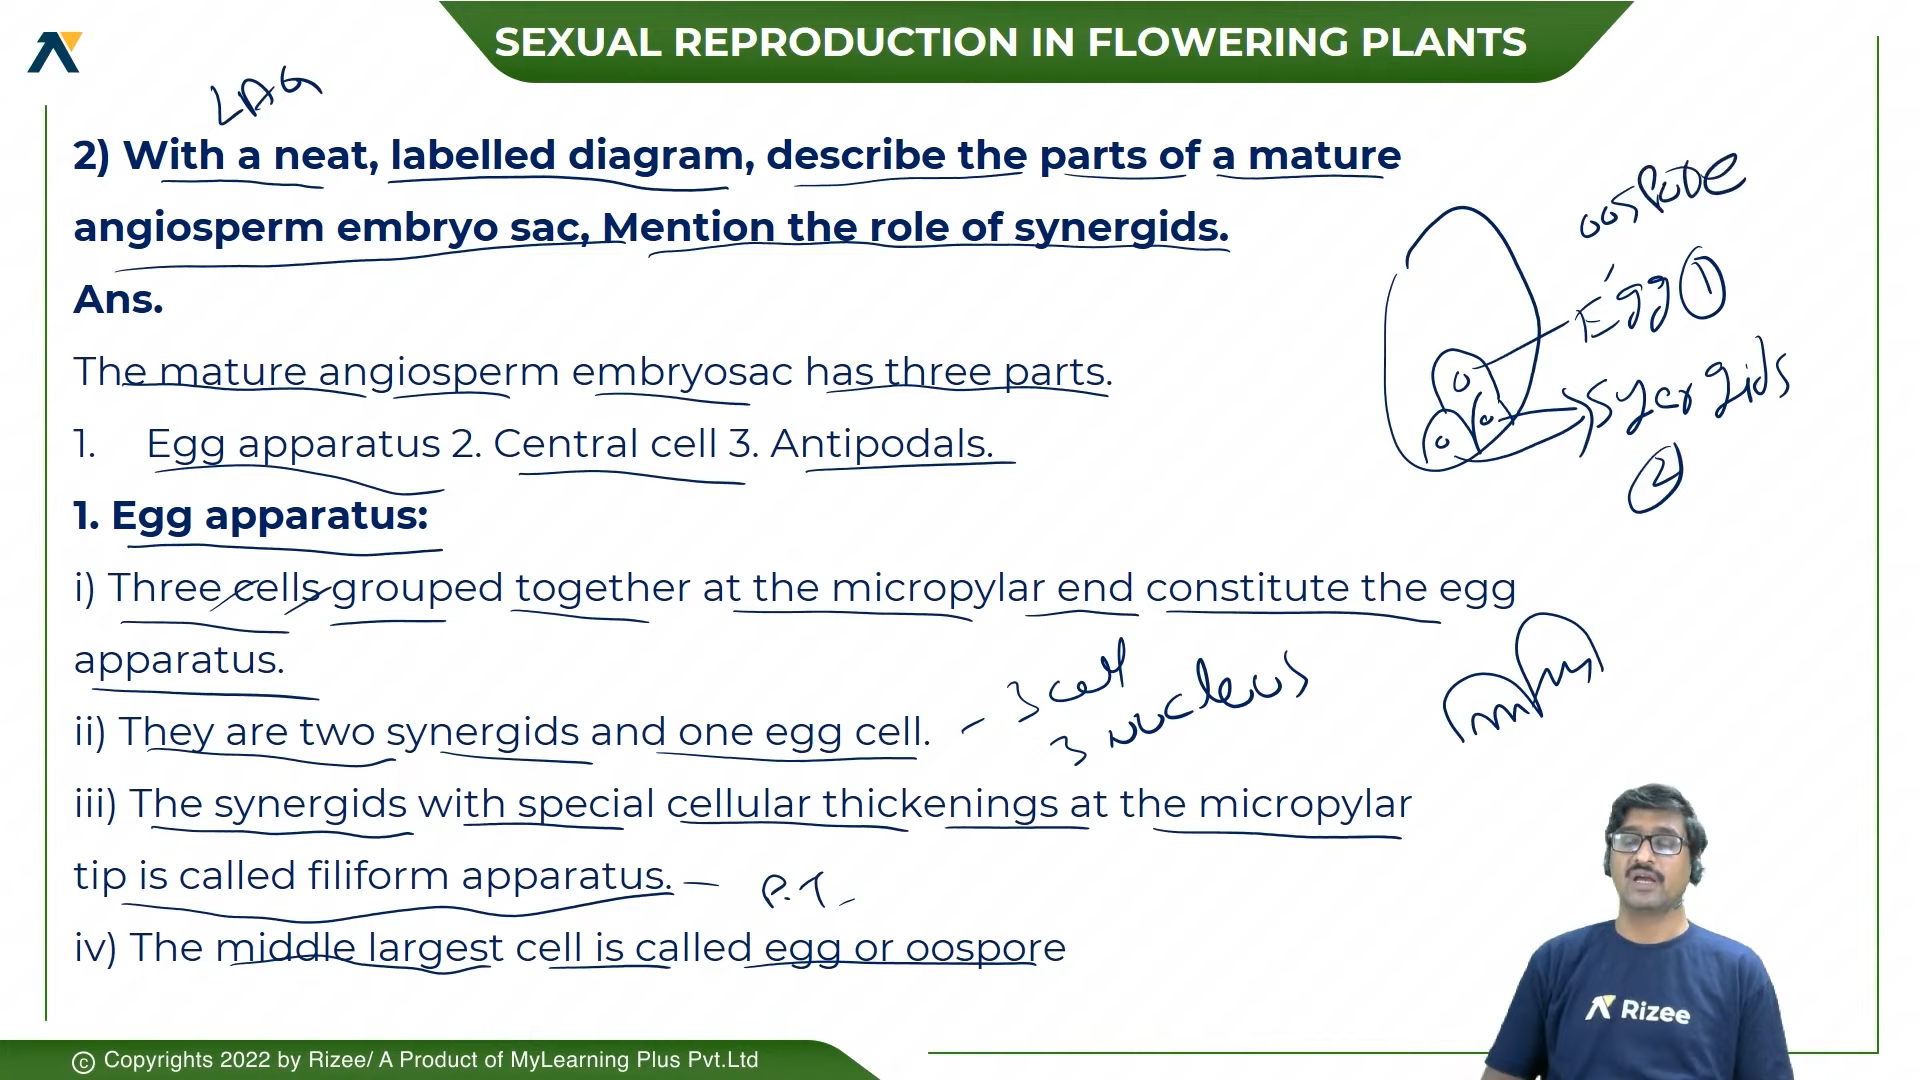 SEXUAL REPRODUCTION IN FLOWERING PLANTS
LAQ
2) With a neat, labelled diagram, describe the parts of a mature
angiosperm embryo sac, Mention the role of synergids.
Ans.
The mature angiosperm embryosac has three parts.
1. Egg apparatus 2. Central cell 3. Antipodals.
1. Egg apparatus:
i) Three cells grouped together at the micropylar end constitute the egg
apparatus.
ii) They are two synergids and one egg cell. - 3 cell
3 nucleus
iii) The synergids with special cellular thickenings at the micropylar
tip is called filiform apparatus. — P.T.
iv) The middle largest cell is called egg or oospore
oospore
Egg 1
2
Rizee
© Copyrights 2022 by Rizee/ A Product of MyLearning Plus Pvt.Ltd